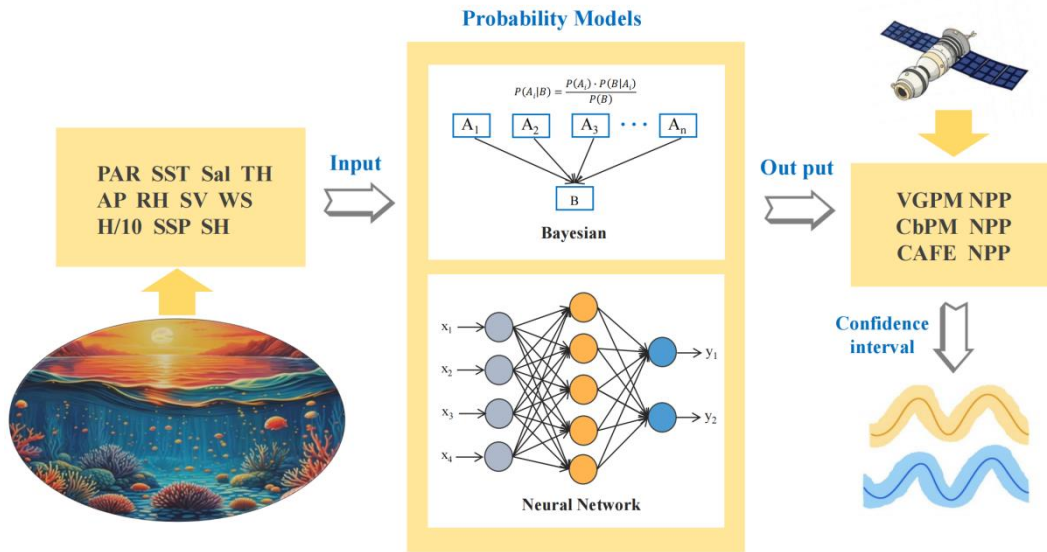 Probability Models
P(A_i|B) = P(A_i) · P(B|A_i) / P(B)
A₁ A₂ A₃ ··· Aₙ
B
Bayesian
PAR SST Sal TH
AP RH SV WS
H/10 SSP SH
Input
Out put
VGPM NPP
CbPM NPP
CAFE NPP
Confidence
interval
x₁
x₂
x₃
x₄
y₁
y₂
Neural Network